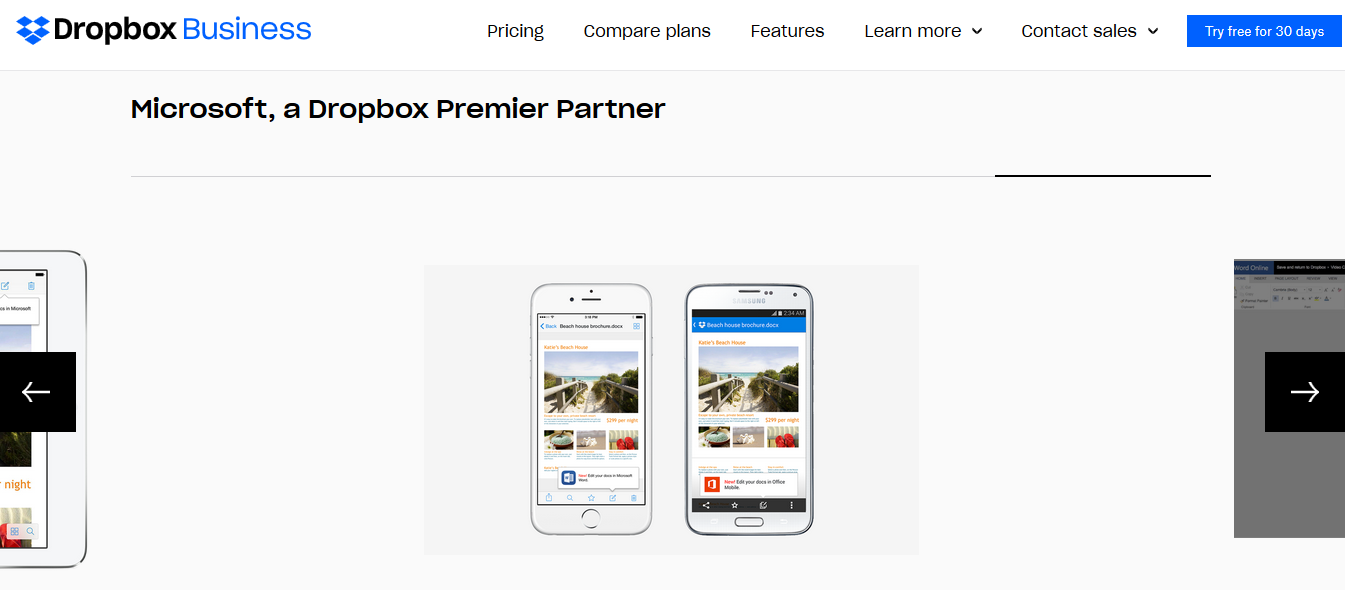 Dropbox Business
Pricing
Compare plans
Features
Learn more
Contact sales
Try free for 30 days
Microsoft, a Dropbox Premier Partner
ocs in Microsoft
r night
Back
Beach house brochure.docx
Katie's Beach House
$299 per night
New! Edit your docs in Microsoft
Word.
SAMSUNG
2:34 AM
Beach house brochure.docx
Katie's Beach House
$299 per night
New! Edit your docs in Office
Mobile.
Word Online
Save and return to Dropbox